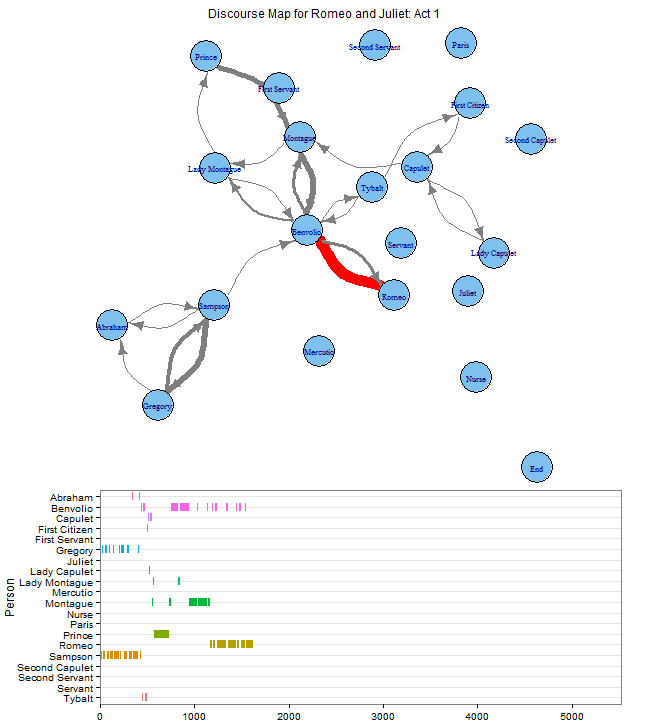 Discourse Map for Romeo and Juliet: Act 1
Second Servant
Paris
Prince
First Servant
First Citizen
Montague
Second Capulet
Lady Montague
Capulet
Tybalt
Benvolio
Servant
Lady Capulet
Romeo
Juliet
Sampson
Abraham
Mercutio
Nurse
Gregory
End
Person
Abraham
Benvolio
Capulet
First Citizen
First Servant
Gregory
Juliet
Lady Capulet
Lady Montague
Mercutio
Montague
Nurse
Paris
Prince
Romeo
Sampson
Second Capulet
Second Servant
Servant
Tybalt
0 1000 2000 3000 4000 5000